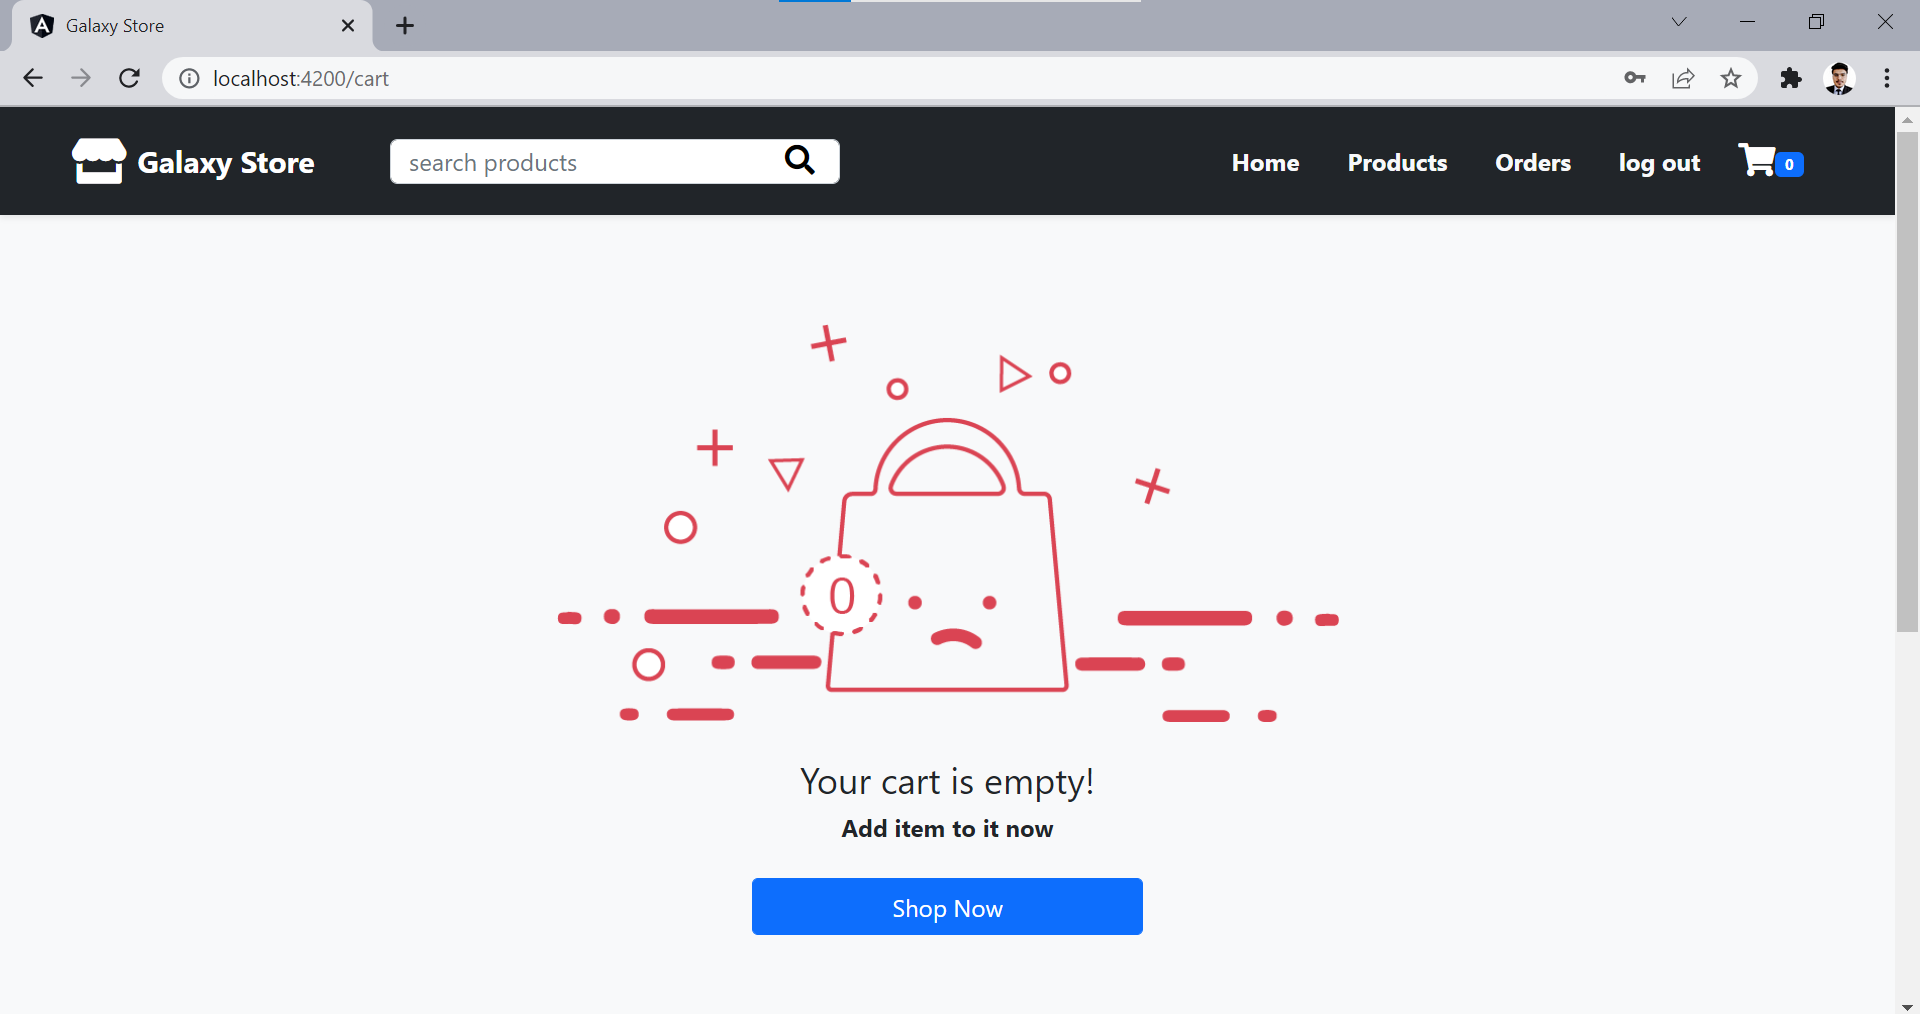 Galaxy Store
localhost:4200/cart
Galaxy Store
search products
Home
Products
Orders
log out
0
0
Your cart is empty!
Add item to it now
Shop Now